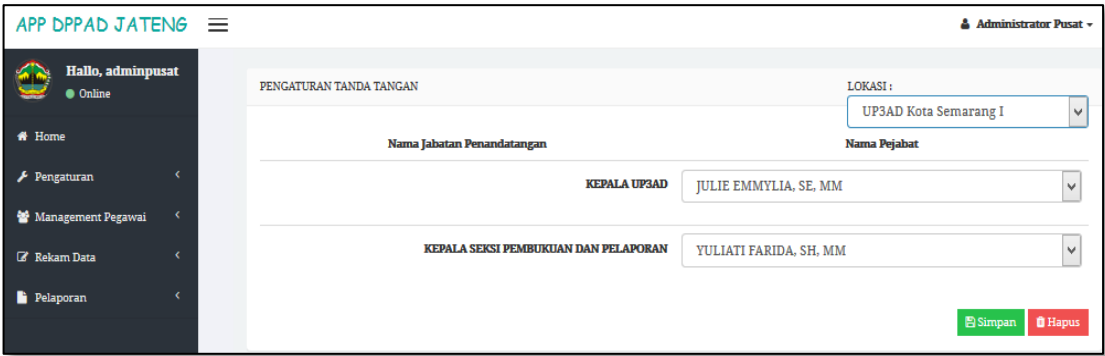 APP DPPAD JATENG
Administrator Pusat
Hallo, adminpusat
Online
Home
Pengaturan
Management Pegawai
Rekam Data
Pelaporan
PENGATURAN TANDA TANGAN
LOKASI :
UP3AD Kota Semarang I
Nama Jabatan Penandatangan
Nama Pejabat
KEPALA UP3AD
JULIE EMMYLIA, SE, MM
KEPALA SEKSI PEMBUKUAN DAN PELAPORAN
YULIATI FARIDA, SH, MM
Simpan
Hapus